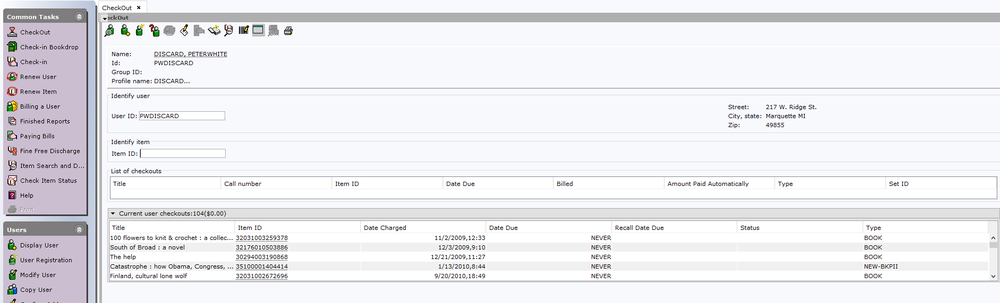 CheckOut ×
eckOut
Common Tasks
CheckOut
Check-in Bookdrop
Check-in
Renew User
Renew Item
Billing a User
Finished Reports
Paying Bills
Fine Free Discharge
Item Search and D...
Check Item Status
Help
Print
Users
Display User
User Registration
Modify User
Copy User
Name: DISCARD, PETERWHITE
Id: PWDISCARD
Group ID:
Profile name: DISCARD...
Identify user
User ID: PWDISCARD
Street: 217 W. Ridge St.
City, state: Marquette MI
Zip: 49855
Identify item
Item ID:
List of checkouts
Title Call number Item ID Date Due Billed Amount Paid Automatically Type Set ID
Current user checkouts:104($0.00)
Title Item ID Date Charged Date Due Recall Date Due Status Type
100 flowers to knit & crochet : a collec... 32031003259378 11/2/2009,12:33 NEVER BOOK
South of Broad : a novel 32176010503886 12/3/2009,9:10 NEVER BOOK
The help 30294003190868 12/21/2009,11:27 NEVER BOOK
Catastrophe : how Obama, Congress, ... 35100001404414 1/13/2010,8:44 NEVER NEW-BKPII
Finland, cultural lone wolf 32031002672696 9/20/2010,18:49 NEVER BOOK